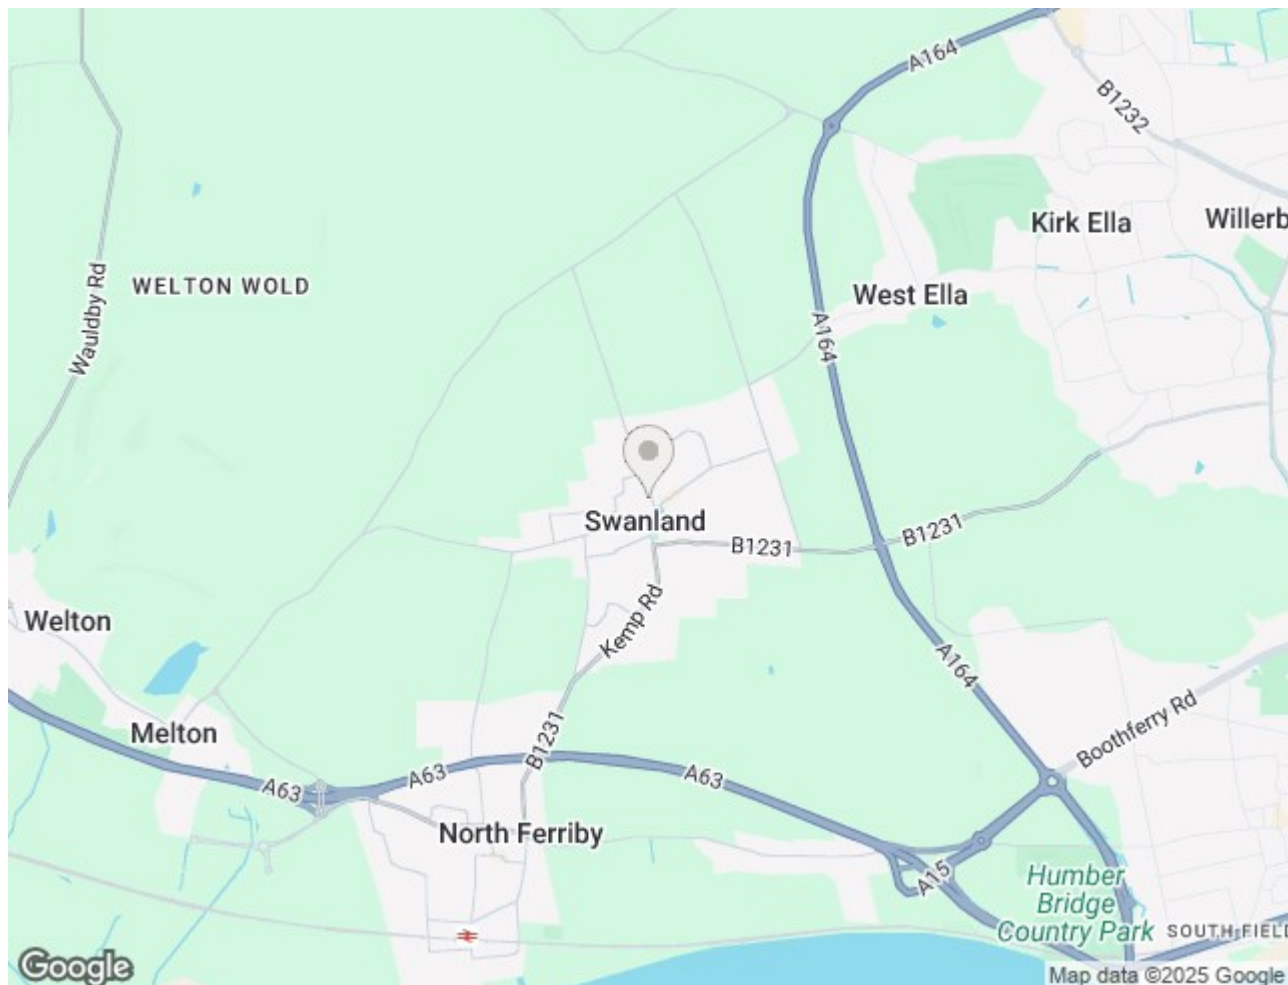 A164
B1232
Kirk Ella
Willerb
Wauldby Rd
WELTON WOLD
West Ella
A164
Swanland
B1231
B1231
Welton
Kemp Rd
A164
Melton
B1231
Boothferry Rd
A63
A63
A63
North Ferriby
A15
Humber
Bridge
Country Park
SOUTH FIELD
Google
Map data ©2025 Google